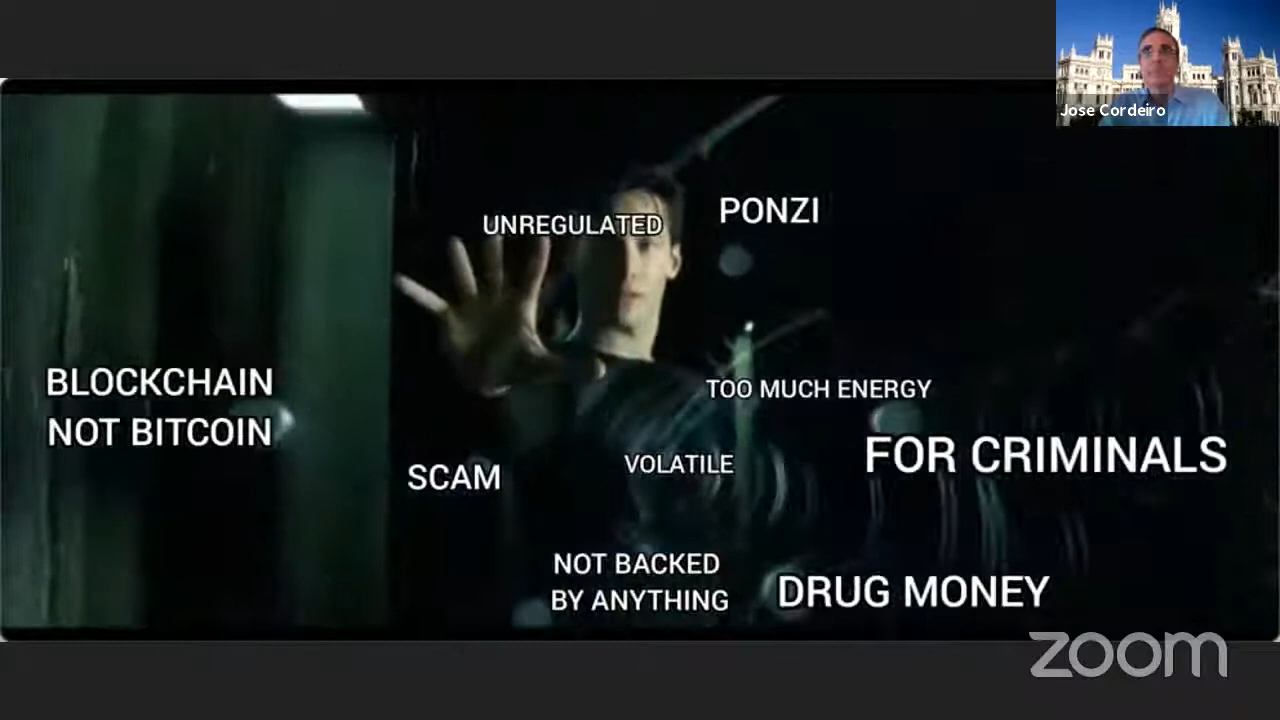 Jose Cordeiro
UNREGULATED
PONZI
BLOCKCHAIN
NOT BITCOIN
TOO MUCH ENERGY
FOR CRIMINALS
SCAM
VOLATILE
NOT BACKED
BY ANYTHING
DRUG MONEY
zoom